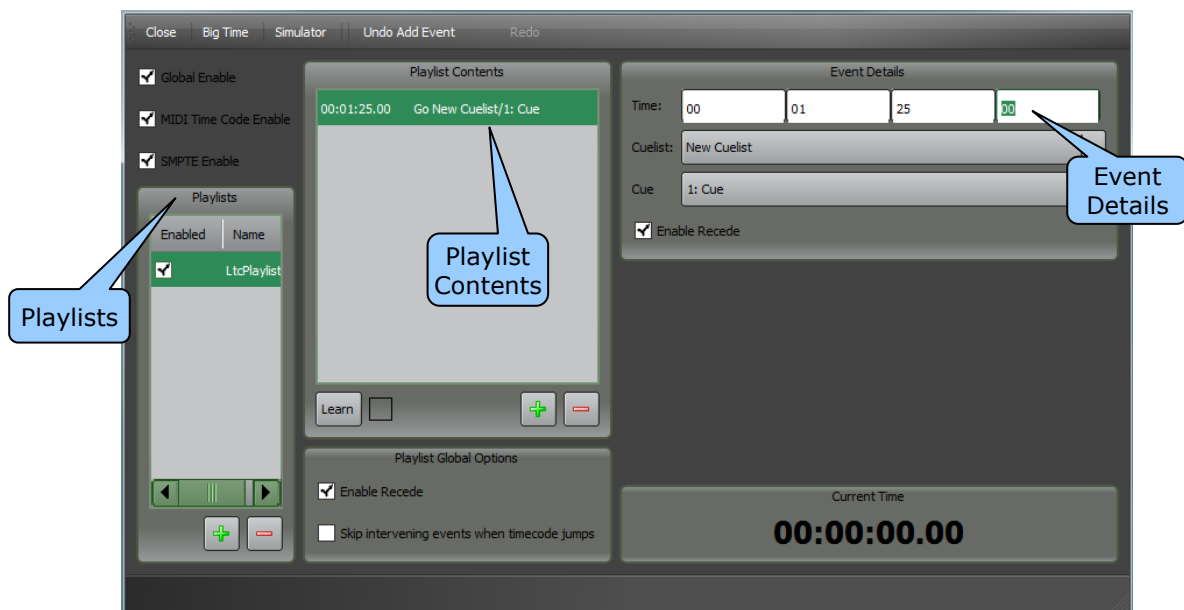 Close Big Time Simulator Undo Add Event Redo
Global Enable
MIDI Time Code Enable
SMPTE Enable
Playlists
Enabled Name
LtcPlaylist
Playlists
Playlist Contents
00:01:25.00 Go New Cuelist/1: Cue
Playlist
Contents
Learn
Playlist Global Options
Enable Recede
Skip intervening events when timecode jumps
Event Details
Time: 00 01 25 00
Cuelist: New Cuelist
Cue 1: Cue
Enable Recede
Event
Details
Current Time
00:00:00.00